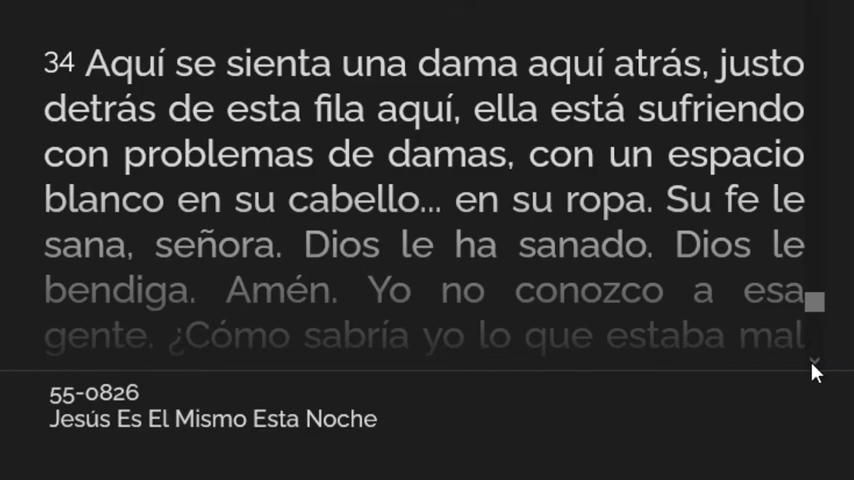 34 Aquí se sienta una dama aquí atrás, justo
detrás de esta fila aquí, ella está sufriendo
con problemas de damas, con un espacio
blanco en su cabello... en su ropa. Su fe le
sana, señora. Dios le ha sanado. Dios le
bendiga. Amén. Yo no conozco a esa
gente. ¿Cómo sabría yo lo que estaba mal
55-0826
Jesús Es El Mismo Esta Noche